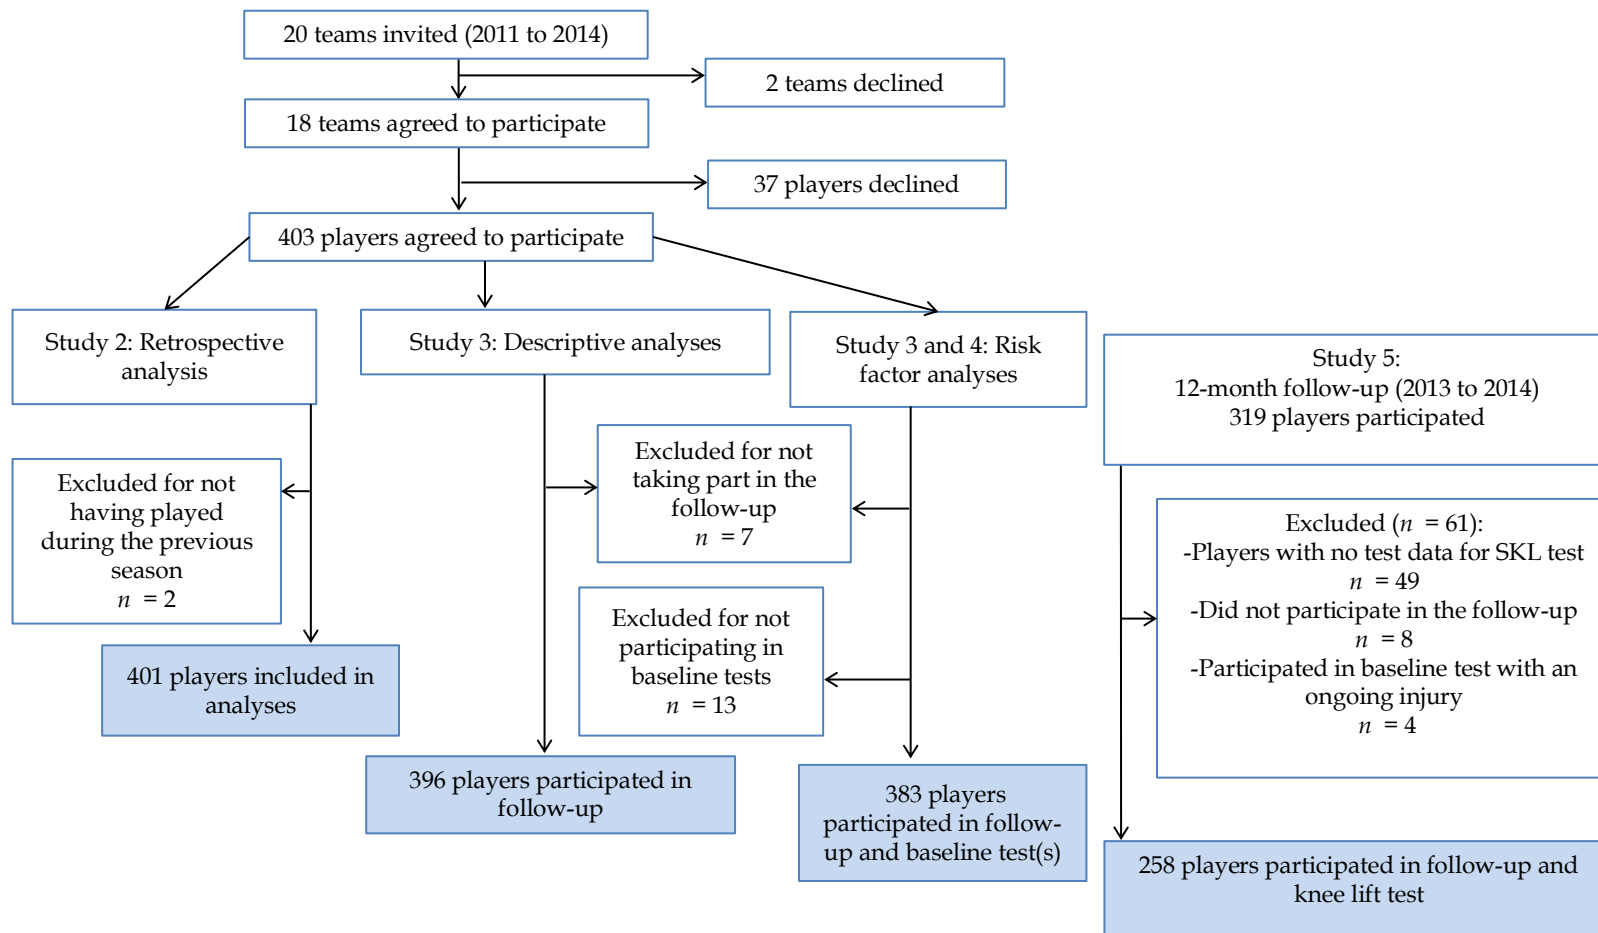 20 teams invited (2011 to 2014)
2 teams declined
18 teams agreed to participate
37 players declined
403 players agreed to participate
Study 2: Retrospective
analysis
Study 3: Descriptive analyses
Study 3 and 4: Risk
factor analyses
Study 5:
12-month follow-up (2013 to 2014)
319 players participated
Excluded for not
having played
during the previous
season
n = 2
Excluded for not
taking part in the
follow-up
n = 7
Excluded for not
participating in
baseline tests
n = 13
Excluded (n = 61):
-Players with no test data for SKL test
n = 49
-Did not participate in the follow-up
n = 8
-Participated in baseline test with an
ongoing injury
n = 4
401 players included in
analyses
396 players participated in
follow-up
383 players
participated in follow-
up and baseline test(s)
258 players participated in follow-up and
knee lift test